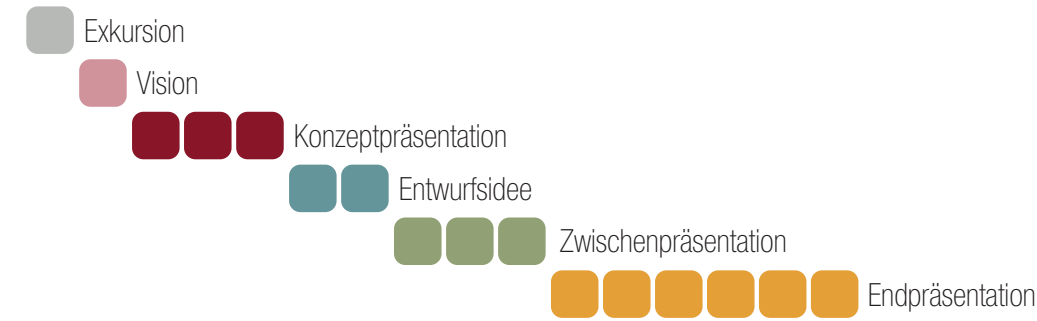 Exkursion
Vision
Konzeptpräsentation
Entwurfsidee
Zwischenpräsentation
Endpräsentation